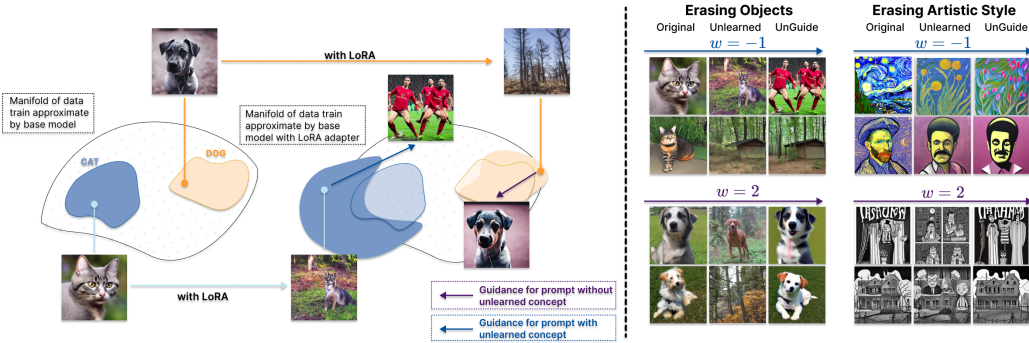 with LoRA
Manifold of data
train approximate
by base model
Manifold of data train
approximate by base
model with LoRA adapter
CAT
DOG
with LoRA
Guidance for prompt without
unlearned concept
Guidance for prompt with
unlearned concept
Erasing Objects
Original Unlearned UnGuide
w = −1
w = 2
Erasing Artistic Style
Original Unlearned UnGuide
w = −1
w = 2